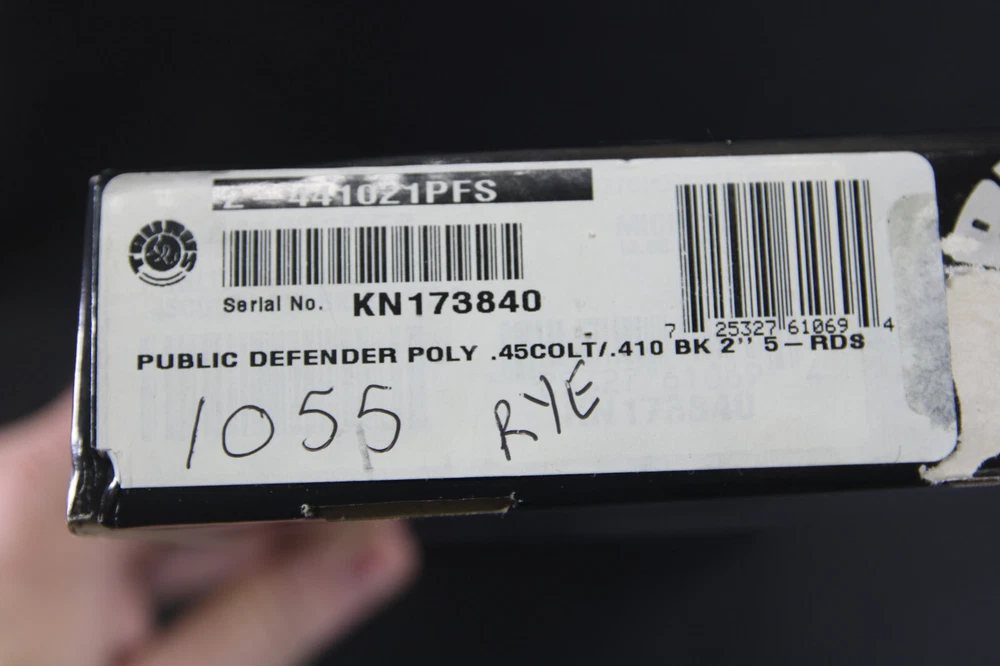 2-441021PFS
TAURUS
Serial No. KN173840
7 25327 61069 4
PUBLIC DEFENDER POLY .45COLT/.410 BK 2'' 5-RDS
1055 RYE